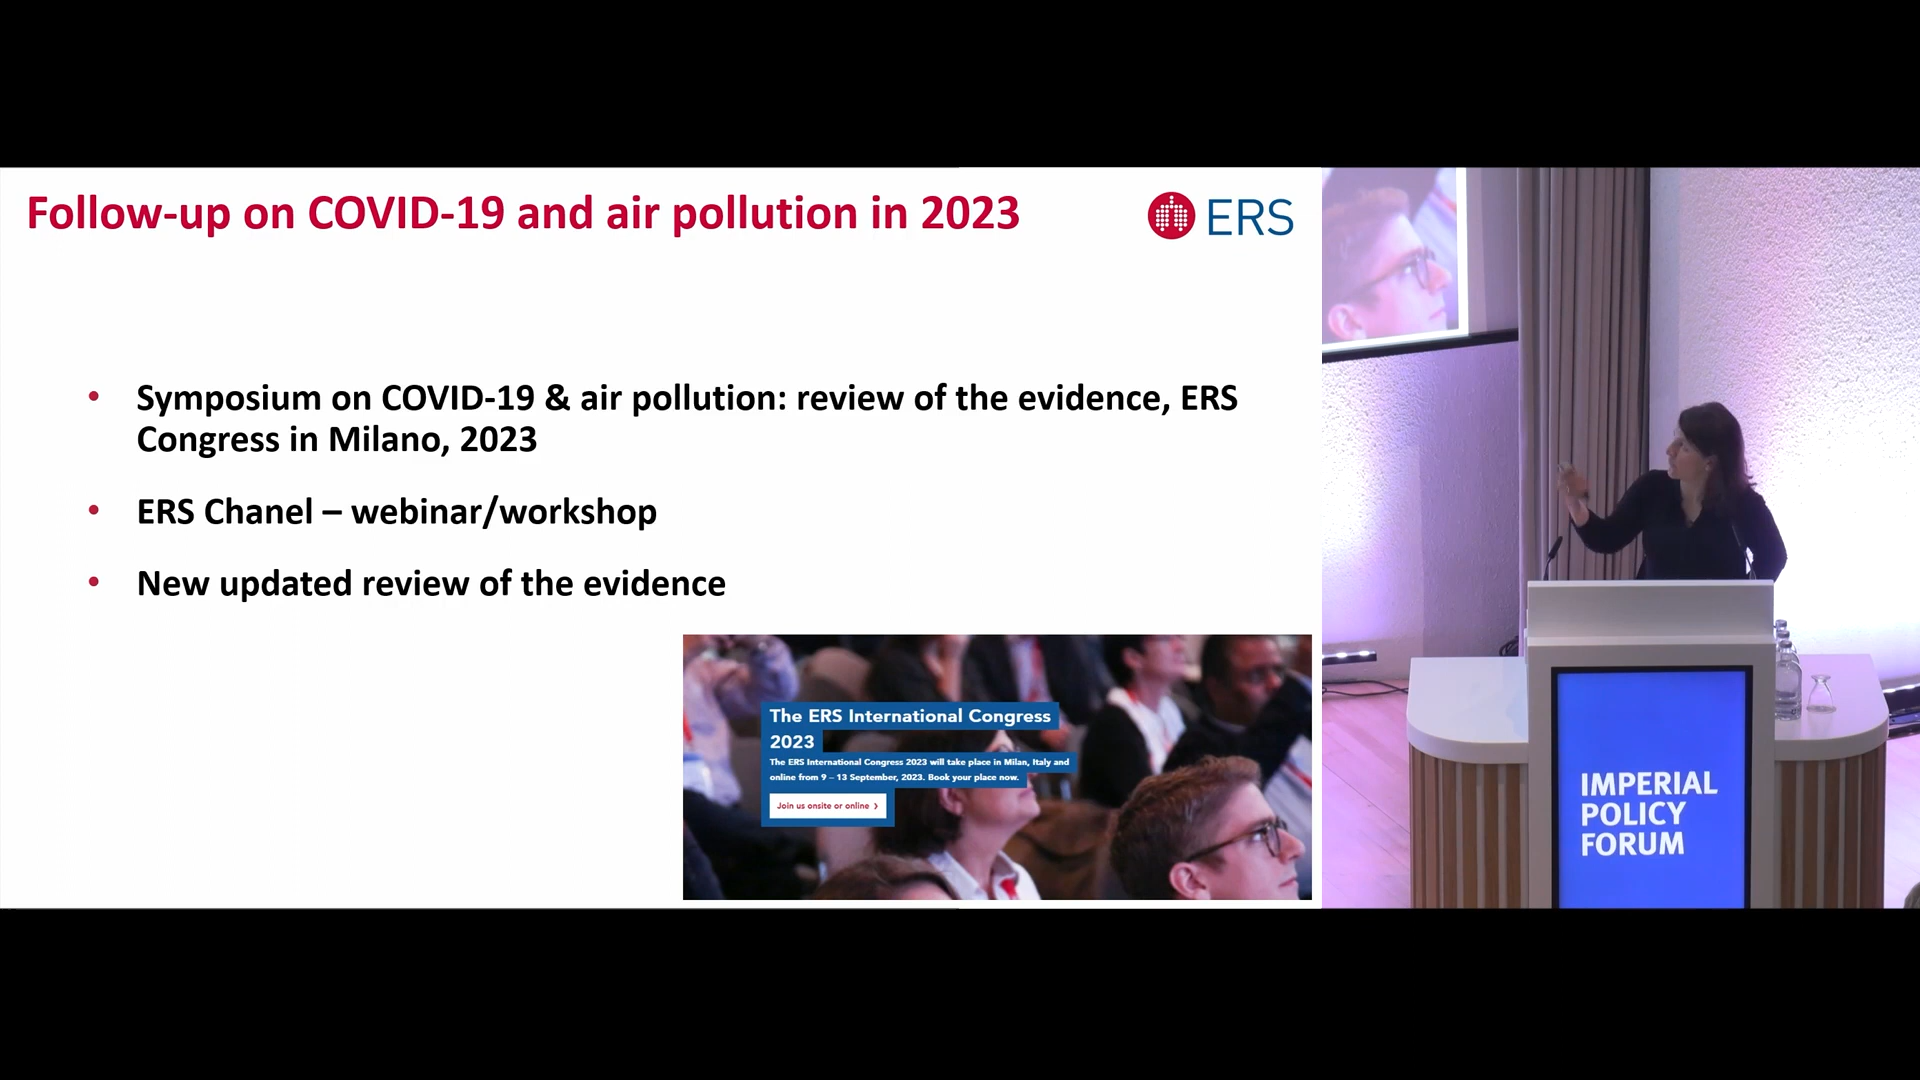 Follow-up on COVID-19 and air pollution in 2023
ERS
• Symposium on COVID-19 & air pollution: review of the evidence, ERS
Congress in Milano, 2023
• ERS Chanel – webinar/workshop
• New updated review of the evidence
The ERS International Congress
2023
The ERS International Congress 2023 will take place in Milan, Italy and
online from 9 – 13 September, 2023. Book your place now.
Join us onsite or online ›
IMPERIAL
POLICY
FORUM